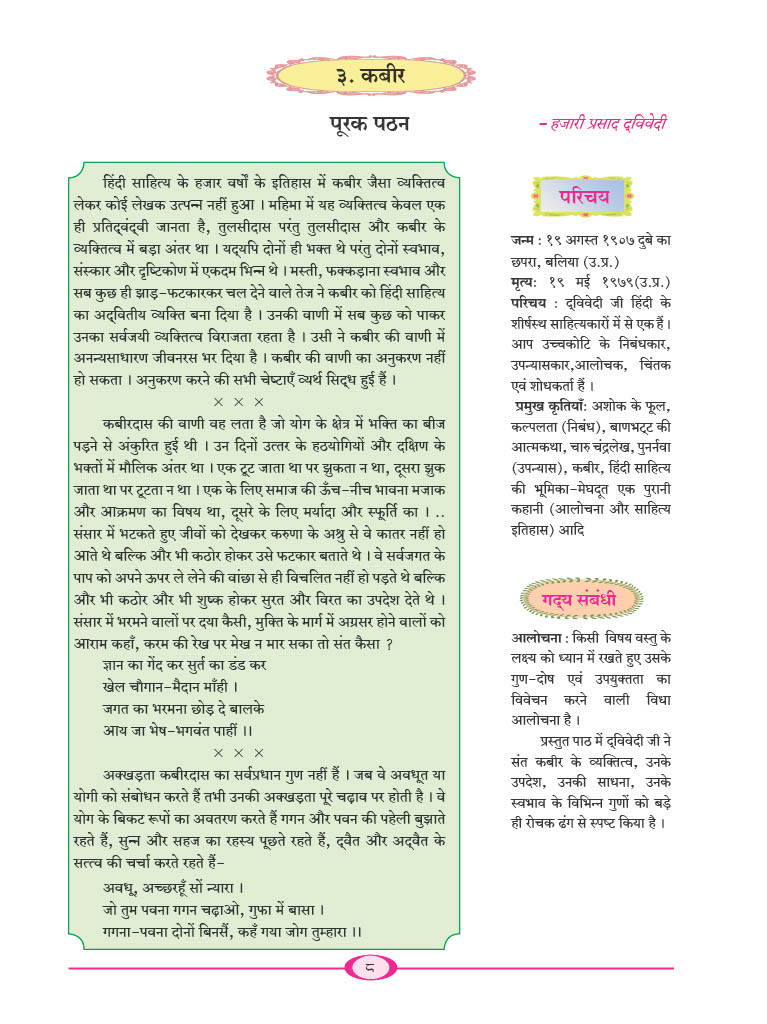 ३. कबीर
पूरक पठन
– हजारी प्रसाद द्‌विवेदी
हिंदी साहित्य के हजार वर्षों के इतिहास में कबीर जैसा व्यक्तित्व
लेकर कोई लेखक उत्पन्न नहीं हुआ । महिमा में यह व्यक्तित्व केवल एक
ही प्रतिद्‌वंद्‌वी जानता है, तुलसीदास परंतु तुलसीदास और कबीर के
व्यक्तित्व में बड़ा अंतर था । यद्‌यपि दोनों ही भक्त थे परंतु दोनों स्वभाव,
संस्कार और दृष्टिकोण में एकदम भिन्न थे । मस्ती, फक्कड़ाना स्वभाव और
सब कुछ ही झाड़-फटकारकर चल देने वाले तेज ने कबीर को हिंदी साहित्य
का अद्‌वितीय व्यक्ति बना दिया है । उनकी वाणी में सब कुछ को पाकर
उनका सर्वजयी व्यक्तित्व विराजता रहता है । उसी ने कबीर की वाणी में
अनन्यसाधारण जीवनरस भर दिया है । कबीर की वाणी का अनुकरण नहीं
हो सकता । अनुकरण करने की सभी चेष्टाएँ व्यर्थ सिद्‌ध हुई हैं ।
× × ×
कबीरदास की वाणी वह लता है जो योग के क्षेत्र में भक्ति का बीज
पड़ने से अंकुरित हुई थी । उन दिनों उत्तर के हठयोगियों और दक्षिण के
भक्तों में मौलिक अंतर था । एक टूट जाता था पर झुकता न था, दूसरा झुक
जाता था पर टूटता न था । एक के लिए समाज की ऊँच-नीच भावना मजाक
और आक्रमण का विषय था, दूसरे के लिए मर्यादा और स्फूर्ति का । ..
संसार में भटकते हुए जीवों को देखकर करुणा के अश्रु से वे कातर नहीं हो
आते थे बल्कि और भी कठोर होकर उसे फटकार बताते थे । वे सर्वजगत के
पाप को अपने ऊपर ले लेने की वांछा से ही विचलित नहीं हो पड़ते थे बल्कि
और भी कठोर और भी शुष्क होकर सुरत और विरत का उपदेश देते थे ।
संसार में भरमने वालों पर दया कैसी, मुक्ति के मार्ग में अग्रसर होने वालों को
आराम कहाँ, करम की रेख पर मेख न मार सका तो संत कैसा ?
ज्ञान का गेंद कर सुर्त का डंड कर
खेल चौगान-मैदान माँही ।
जगत का भरमना छोड़ दे बालके
आय जा भेष-भगवंत पाहीं ।।
× × ×
अक्खड़ता कबीरदास का सर्वप्रधान गुण नहीं हैं । जब वे अवधूत या
योगी को संबोधन करते हैं तभी उनकी अक्खड़ता पूरे चढ़ाव पर होती है । वे
योग के बिकट रूपों का अवतरण करते हैं गगन और पवन की पहेली बुझाते
रहते हैं, सुन्न और सहज का रहस्य पूछते रहते हैं, द्‌वैत और अद्‌वैत के
सत्त्व की चर्चा करते रहते हैं-
अवधू, अच्छरहूँ सों न्यारा ।
जो तुम पवना गगन चढ़ाओ, गुफा में बासा ।
गगना-पवना दोनों बिनसैं, कहँ गया जोग तुम्हारा ।।
परिचय
जन्म : १९ अगस्त १९०७ दुबे का
छपरा, बलिया (उ.प्र.)
मृत्यः १९ मई १९७९(उ.प्र.)
परिचय : द्‌विवेदी जी हिंदी के
शीर्षस्थ साहित्यकारों में से एक हैं ।
आप उच्चकोटि के निबंधकार,
उपन्यासकार,आलोचक, चिंतक
एवं शोधकर्ता हैं ।
प्रमुख कृतियाँः अशोक के फूल,
कल्पलता (निबंध), बाणभट्‌ट की
आत्मकथा, चारु चंद्रलेख, पुनर्नवा
(उपन्यास), कबीर, हिंदी साहित्य
की भूमिका-मेघदूत एक पुरानी
कहानी (आलोचना और साहित्य
इतिहास) आदि
गद्‌य संबंधी
आलोचना : किसी विषय वस्तु के
लक्ष्य को ध्यान में रखते हुए उसके
गुण-दोष एवं उपयुक्तता का
विवेचन करने वाली विधा
आलोचना है ।
प्रस्तुत पाठ में द्‌विवेदी जी ने
संत कबीर के व्यक्तित्व, उनके
उपदेश, उनकी साधना, उनके
स्वभाव के विभिन्न गुणों को बड़े
ही रोचक ढंग से स्पष्ट किया है ।
८